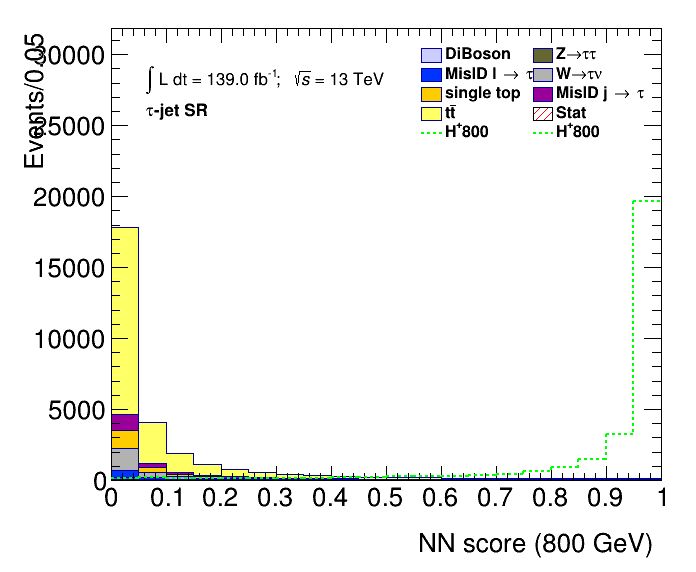 Events/0.05
30000
25000
20000
15000
10000
5000
0
∫ L dt = 139.0 fb⁻¹; √s = 13 TeV
τ-jet SR
DiBoson
MisID l → τ
single top
tt̄
H⁺800
Z→ττ
W→τν
MisID j → τ
Stat
H⁺800
0 0.1 0.2 0.3 0.4 0.5 0.6 0.7 0.8 0.9 1
NN score (800 GeV)